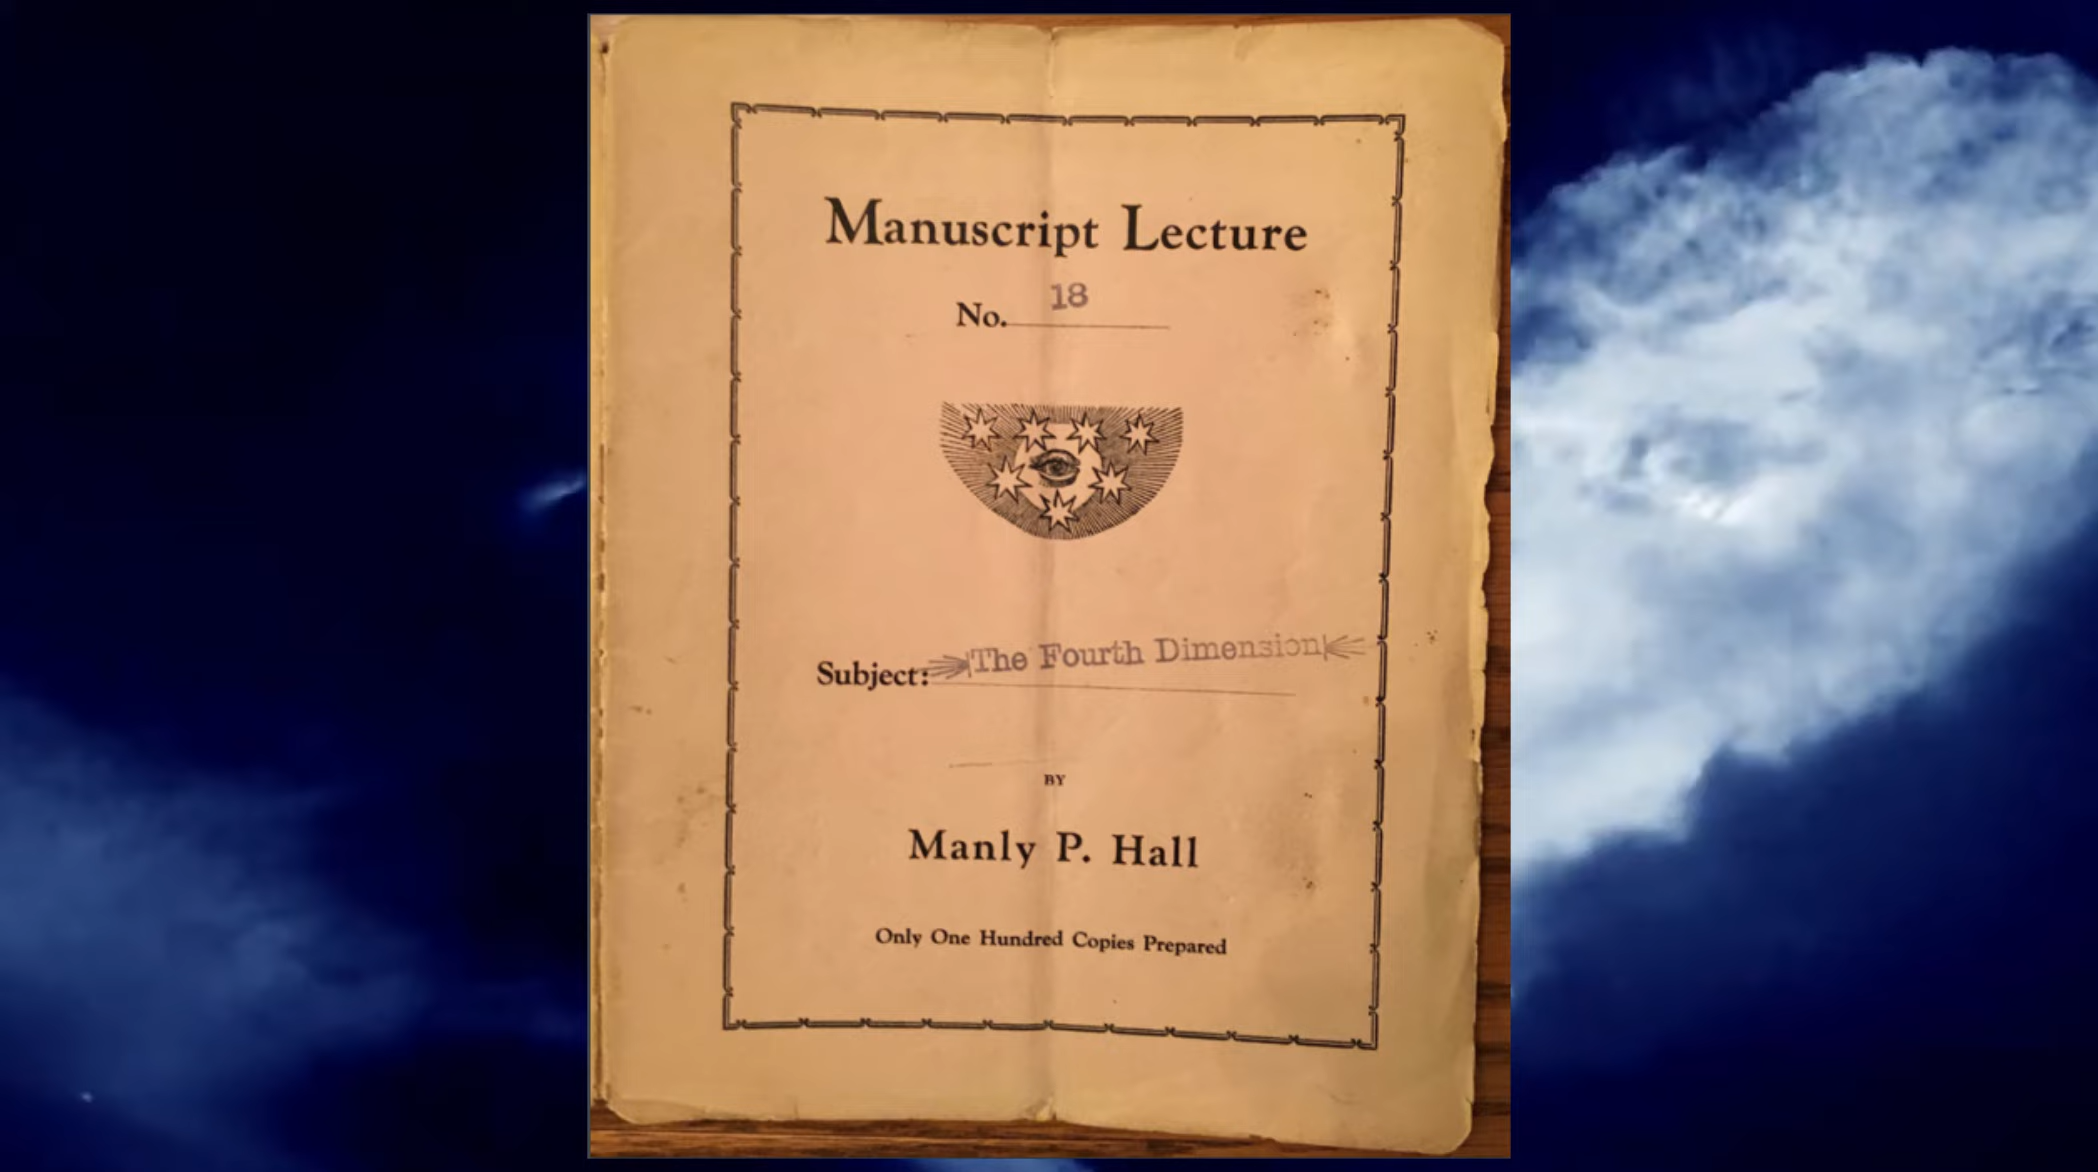 Manuscript Lecture
No. 18
Subject: The Fourth Dimension
BY
Manly P. Hall
Only One Hundred Copies Prepared